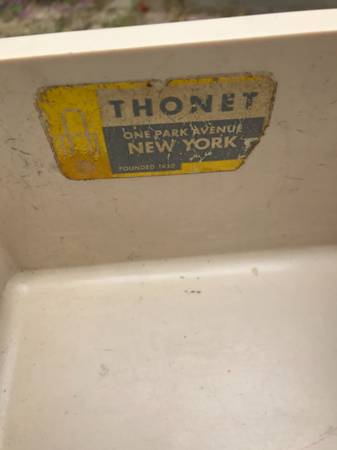 THONET
ONE PARK AVENUE
NEW YORK
FOUNDED 1830